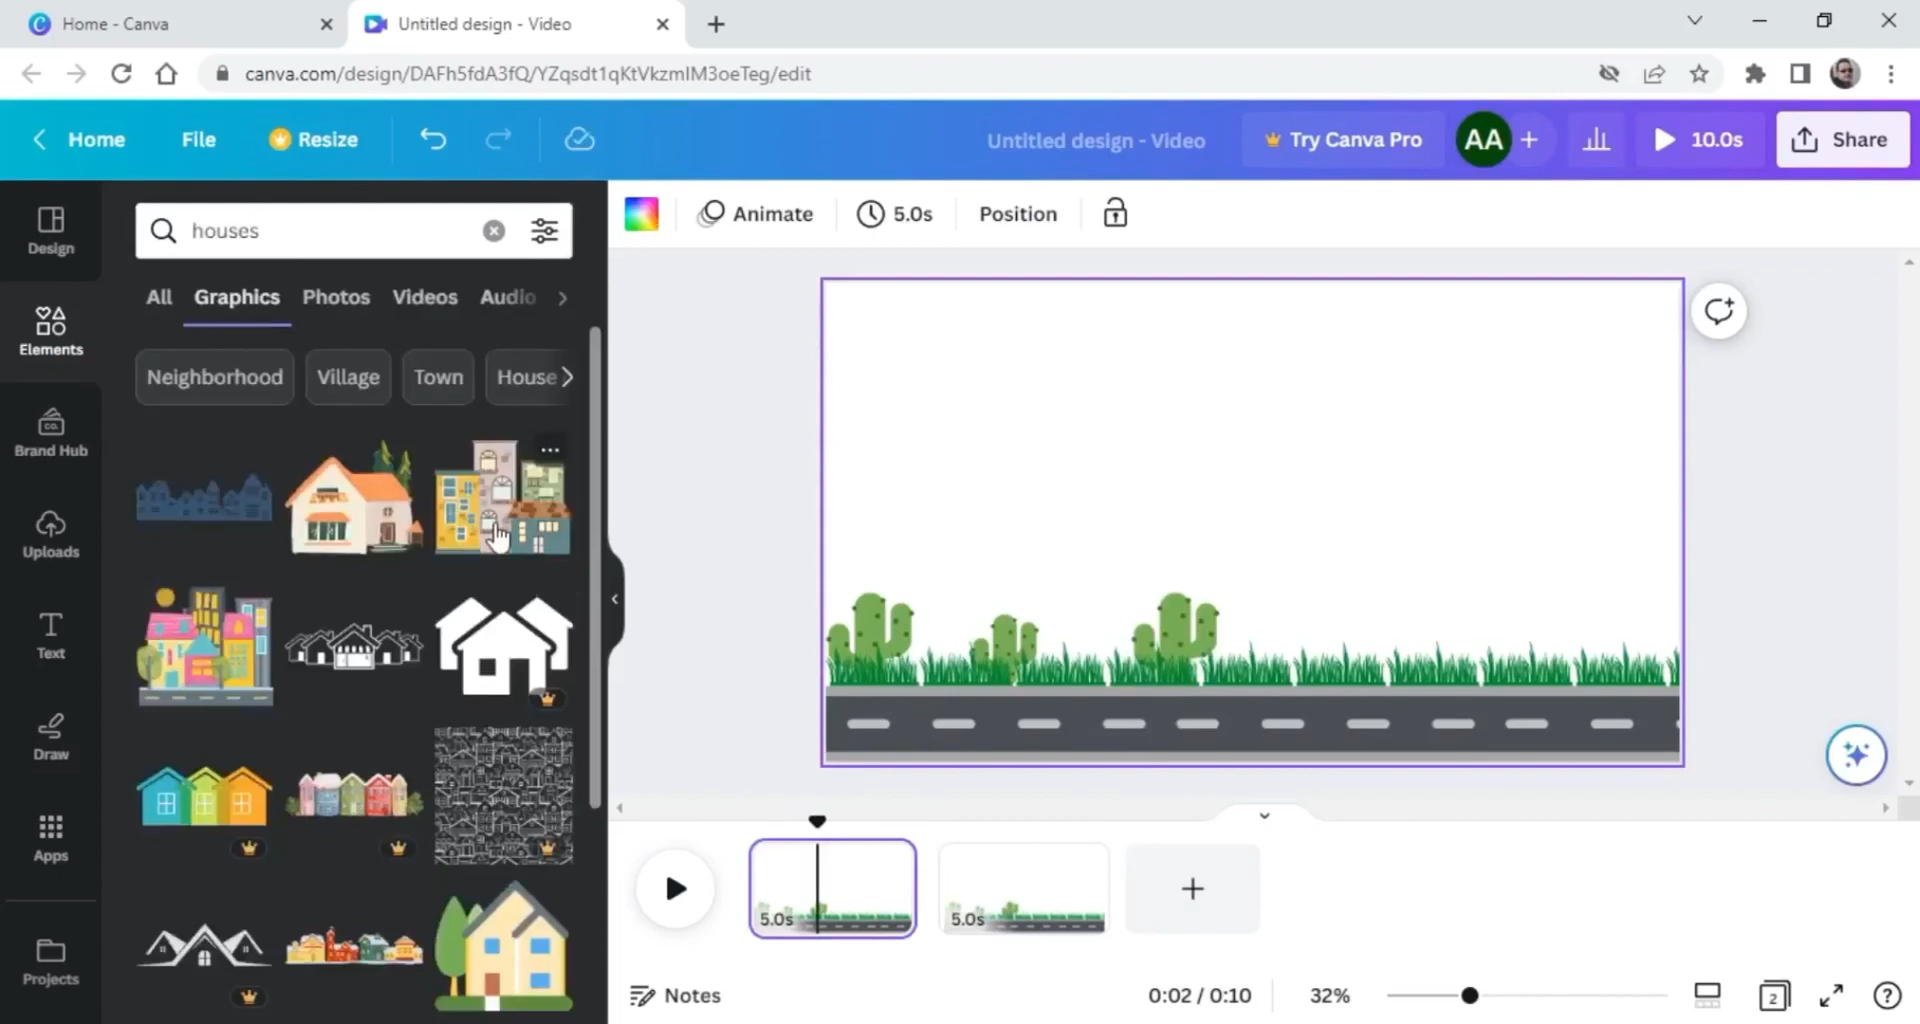 Home - Canva
Untitled design - Video
canva.com/design/DAFh5fdA3fQ/YZqsdt1qKtVkzmIM3oeTeg/edit
Home File Resize
Untitled design - Video
Try Canva Pro
AA
10.0s
Share
Design
houses
Animate
5.0s
Position
All Graphics Photos Videos Audio
Elements
Neighborhood Village Town House
Brand Hub
Uploads
Text
Draw
Apps
5.0s
5.0s
Projects
Notes
0:02 / 0:10
32%
2